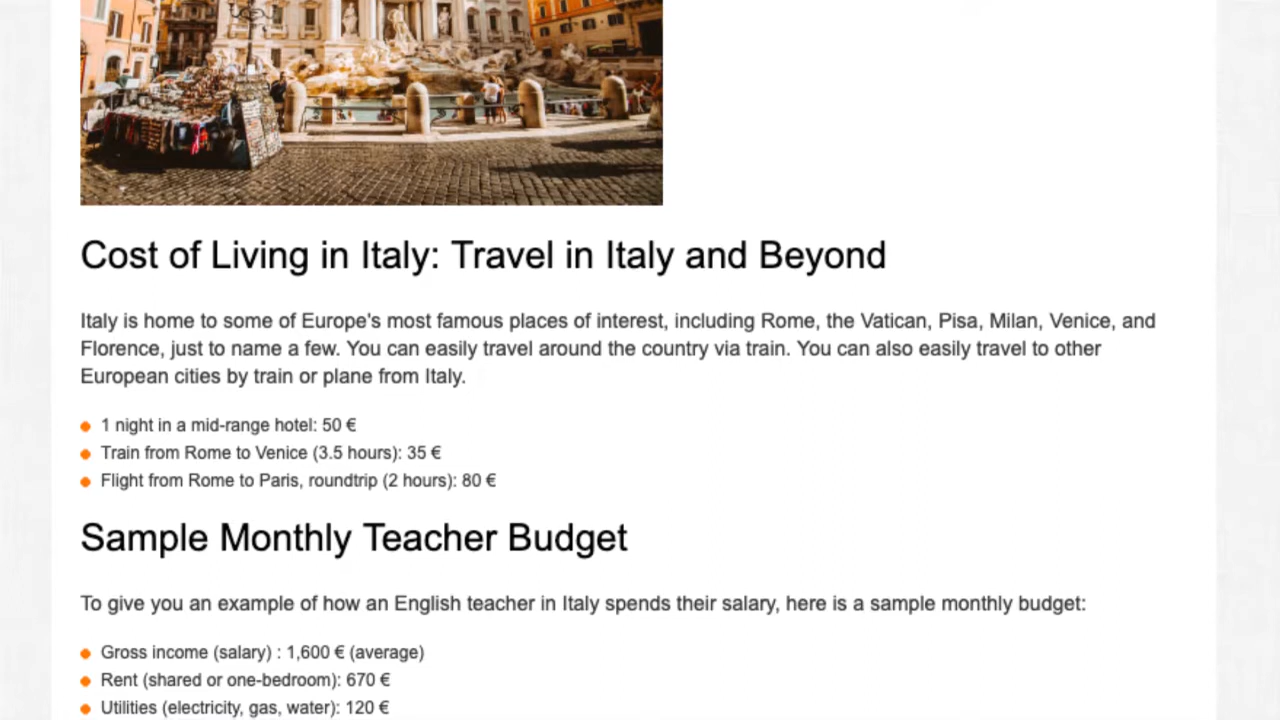 Cost of Living in Italy: Travel in Italy and Beyond
Italy is home to some of Europe's most famous places of interest, including Rome, the Vatican, Pisa, Milan, Venice, and
Florence, just to name a few. You can easily travel around the country via train. You can also easily travel to other
European cities by train or plane from Italy.
1 night in a mid-range hotel: 50 €
Train from Rome to Venice (3.5 hours): 35 €
Flight from Rome to Paris, roundtrip (2 hours): 80 €
Sample Monthly Teacher Budget
To give you an example of how an English teacher in Italy spends their salary, here is a sample monthly budget:
Gross income (salary) : 1,600 € (average)
Rent (shared or one-bedroom): 670 €
Utilities (electricity, gas, water): 120 €